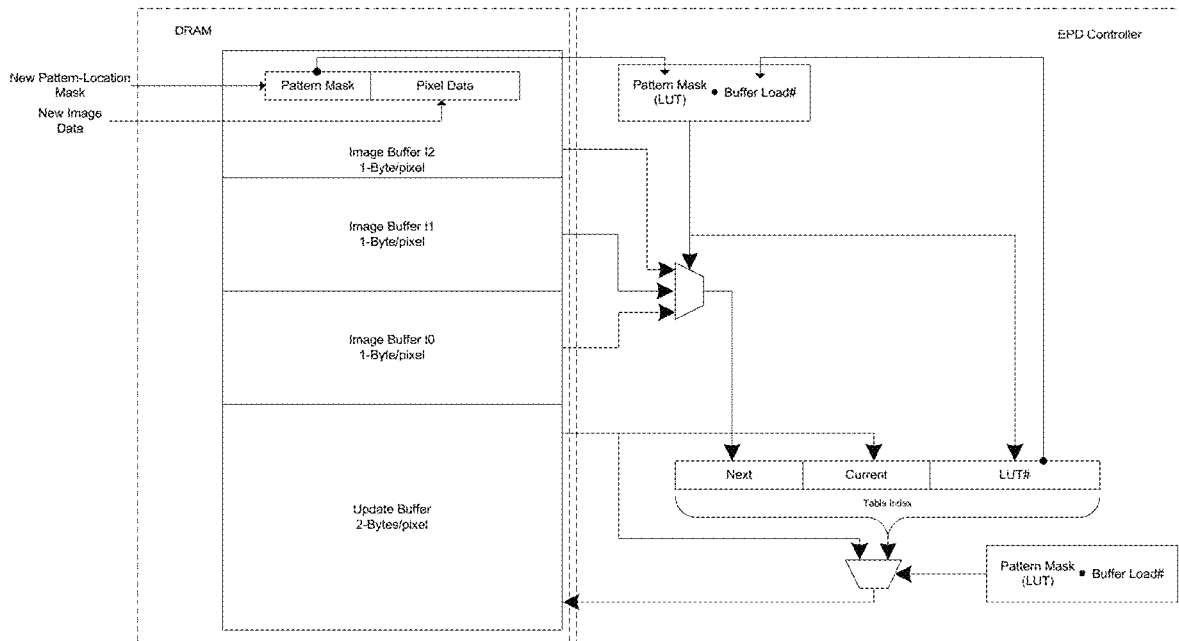 DRAM
EPD Controller
New Pattern-Location
Mask
New Image
Data
Pattern Mask
Pixel Data
Pattern Mask
(LUT)
Buffer Load#
Image Buffer t2
1-Byte/pixel
Image Buffer t1
1-Byte/pixel
Image Buffer t0
1-Byte/pixel
Next
Current
LUT#
Table Index
Update Buffer
2-Bytes/pixel
Pattern Mask
(LUT)
Buffer Load#